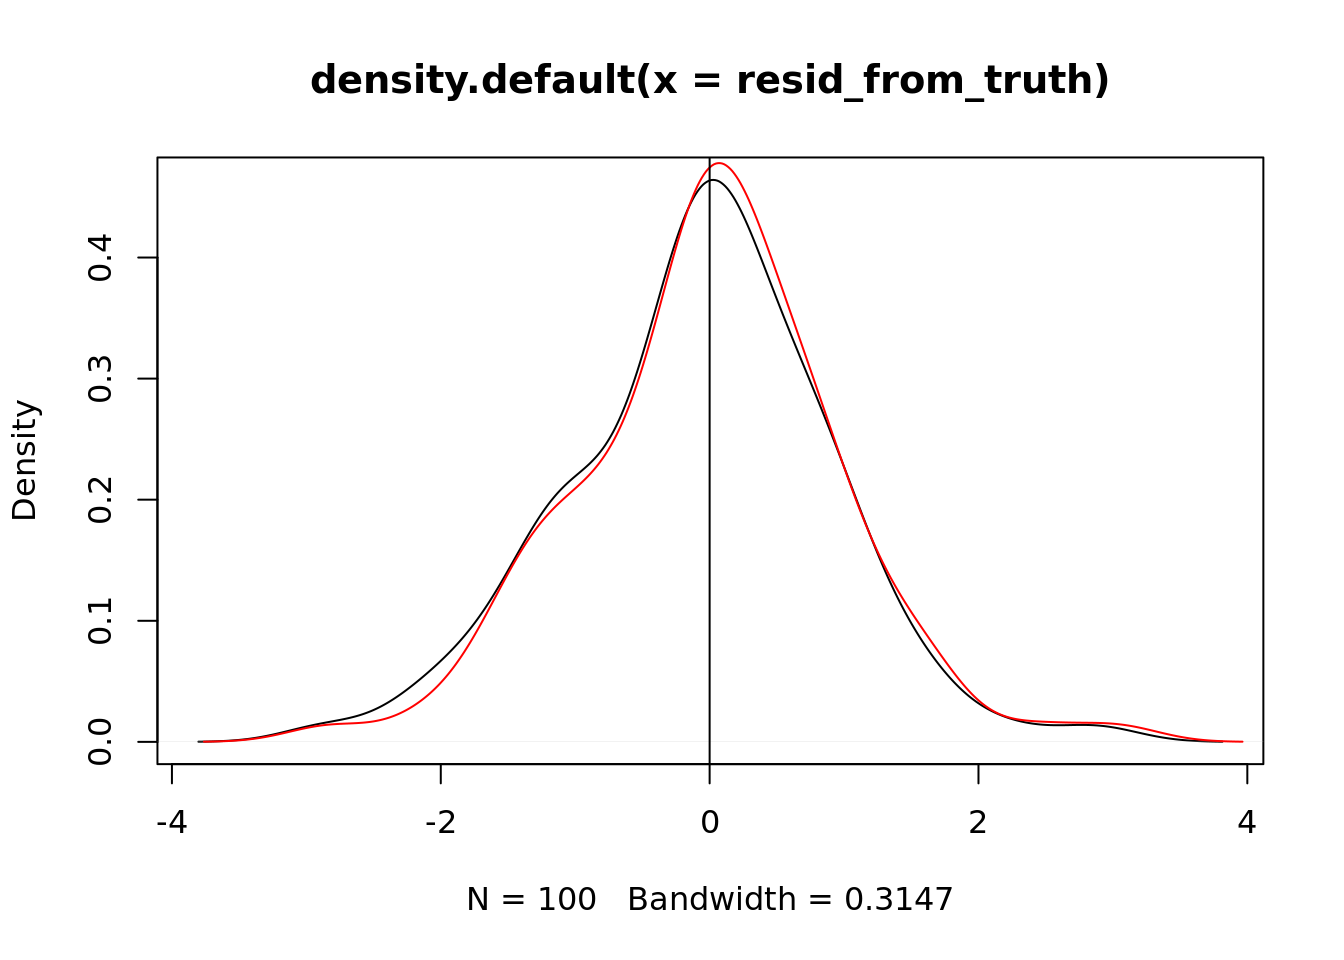 density.default(x = resid_from_truth)
Density
0.0 0.1 0.2 0.3 0.4
-4 -2 0 2 4
N = 100 Bandwidth = 0.3147